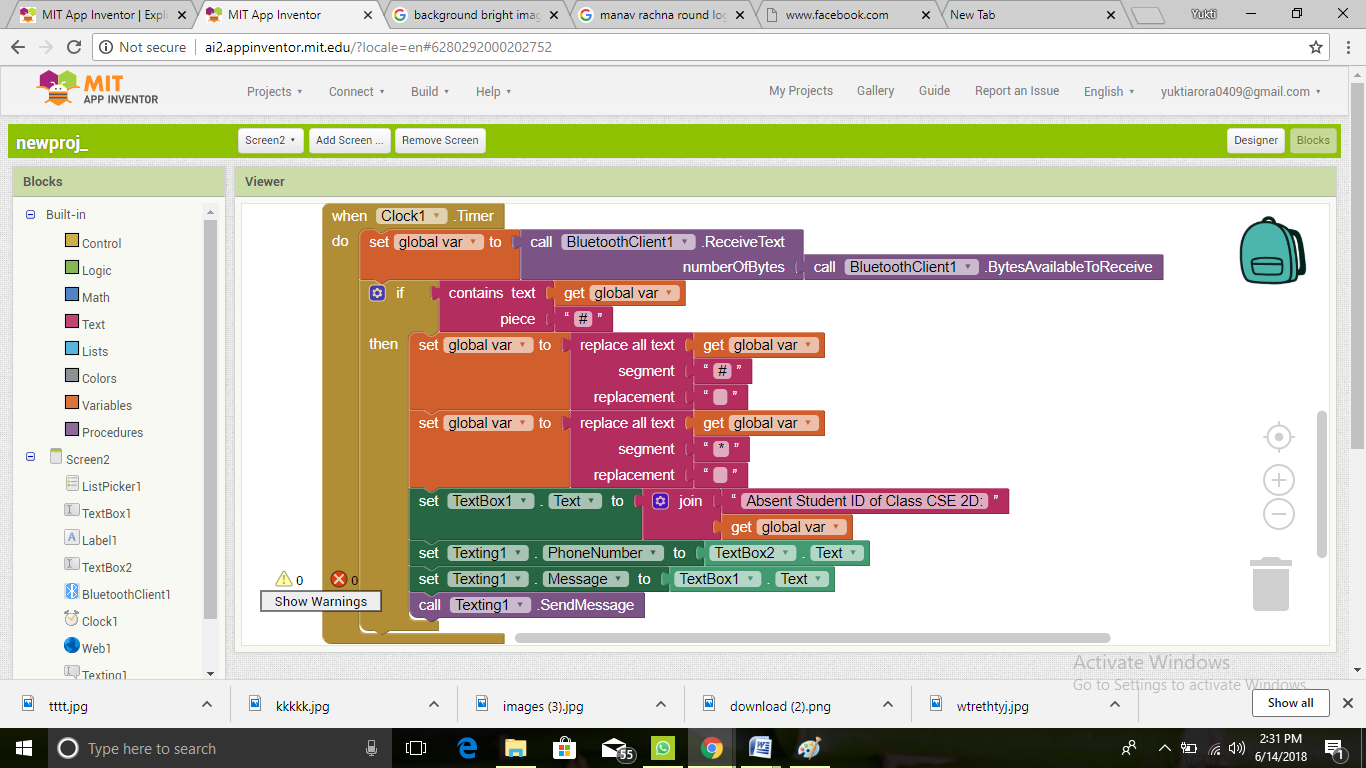 MIT App Inventor | Expl
MIT App Inventor
background bright imag
manav rachna round log
www.facebook.com
New Tab
Yukti
Not secure
ai2.appinventor.mit.edu/?locale=en#6280292000202752
MIT
APP INVENTOR
Projects
Connect
Build
Help
My Projects
Gallery
Guide
Report an Issue
English
yuktiarora0409@gmail.com
newproj_
Screen2
Add Screen ...
Remove Screen
Designer
Blocks
Blocks
Viewer
Built-in
Control
Logic
Math
Text
Lists
Colors
Variables
Procedures
Screen2
ListPicker1
TextBox1
Label1
TextBox2
BluetoothClient1
Clock1
Web1
Texting1
when Clock1 .Timer
do set global var to call BluetoothClient1 .ReceiveText
numberOfBytes call BluetoothClient1 .BytesAvailableToReceive
if contains text get global var
piece “ # ”
then set global var to replace all text get global var
segment “ # ”
replacement “ ”
set global var to replace all text get global var
segment “ * ”
replacement “ ”
set TextBox1 . Text to join “ Absent Student ID of Class CSE 2D: ”
get global var
set Texting1 . PhoneNumber to TextBox2 . Text
set Texting1 . Message to TextBox1 . Text
call Texting1 .SendMessage
0 0
Show Warnings
Activate Windows
Go to Settings to activate Windows.
tttt.jpg
kkkkk.jpg
images (3).jpg
download (2).png
wtrethtyj.jpg
Show all
Type here to search
55
2:31 PM
6/14/2018
1